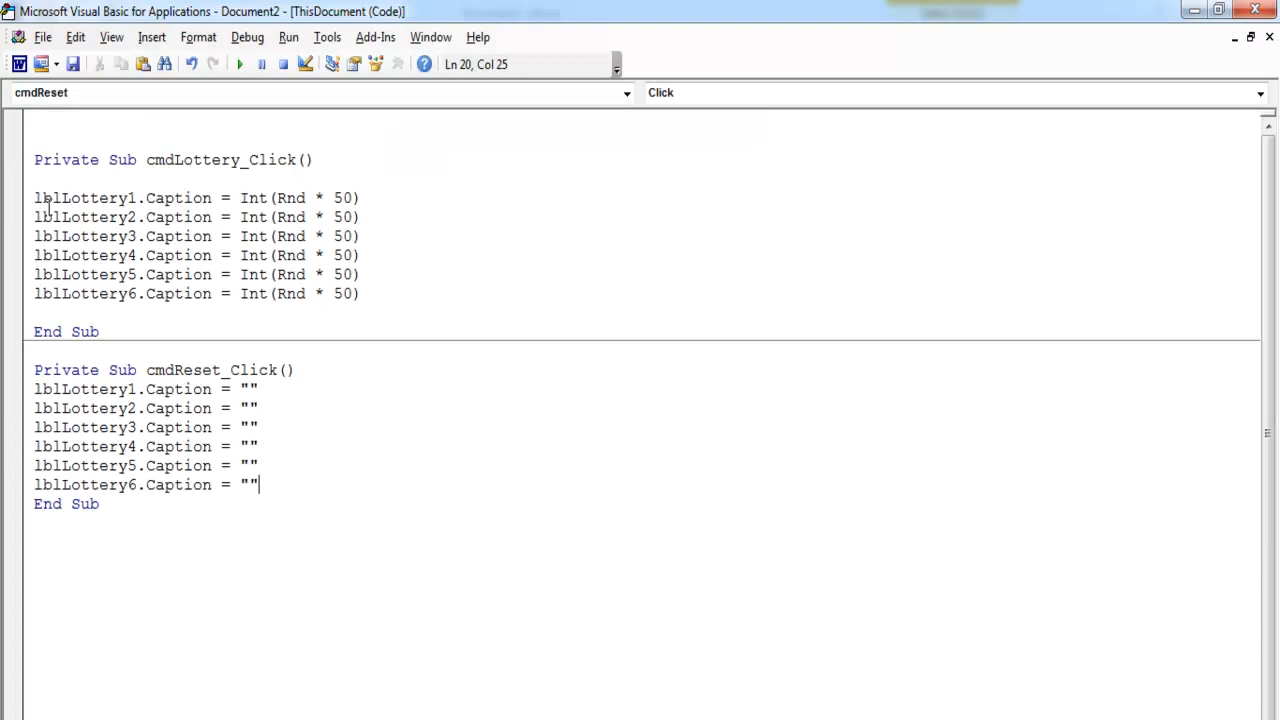 Microsoft Visual Basic for Applications - Document2 - [ThisDocument (Code)]
File Edit View Insert Format Debug Run Tools Add-Ins Window Help
Ln 20, Col 25
cmdReset Click
Private Sub cmdLottery_Click()
lblLottery1.Caption = Int(Rnd * 50)
lblLottery2.Caption = Int(Rnd * 50)
lblLottery3.Caption = Int(Rnd * 50)
lblLottery4.Caption = Int(Rnd * 50)
lblLottery5.Caption = Int(Rnd * 50)
lblLottery6.Caption = Int(Rnd * 50)
End Sub
Private Sub cmdReset_Click()
lblLottery1.Caption = ""
lblLottery2.Caption = ""
lblLottery3.Caption = ""
lblLottery4.Caption = ""
lblLottery5.Caption = ""
lblLottery6.Caption = ""
End Sub